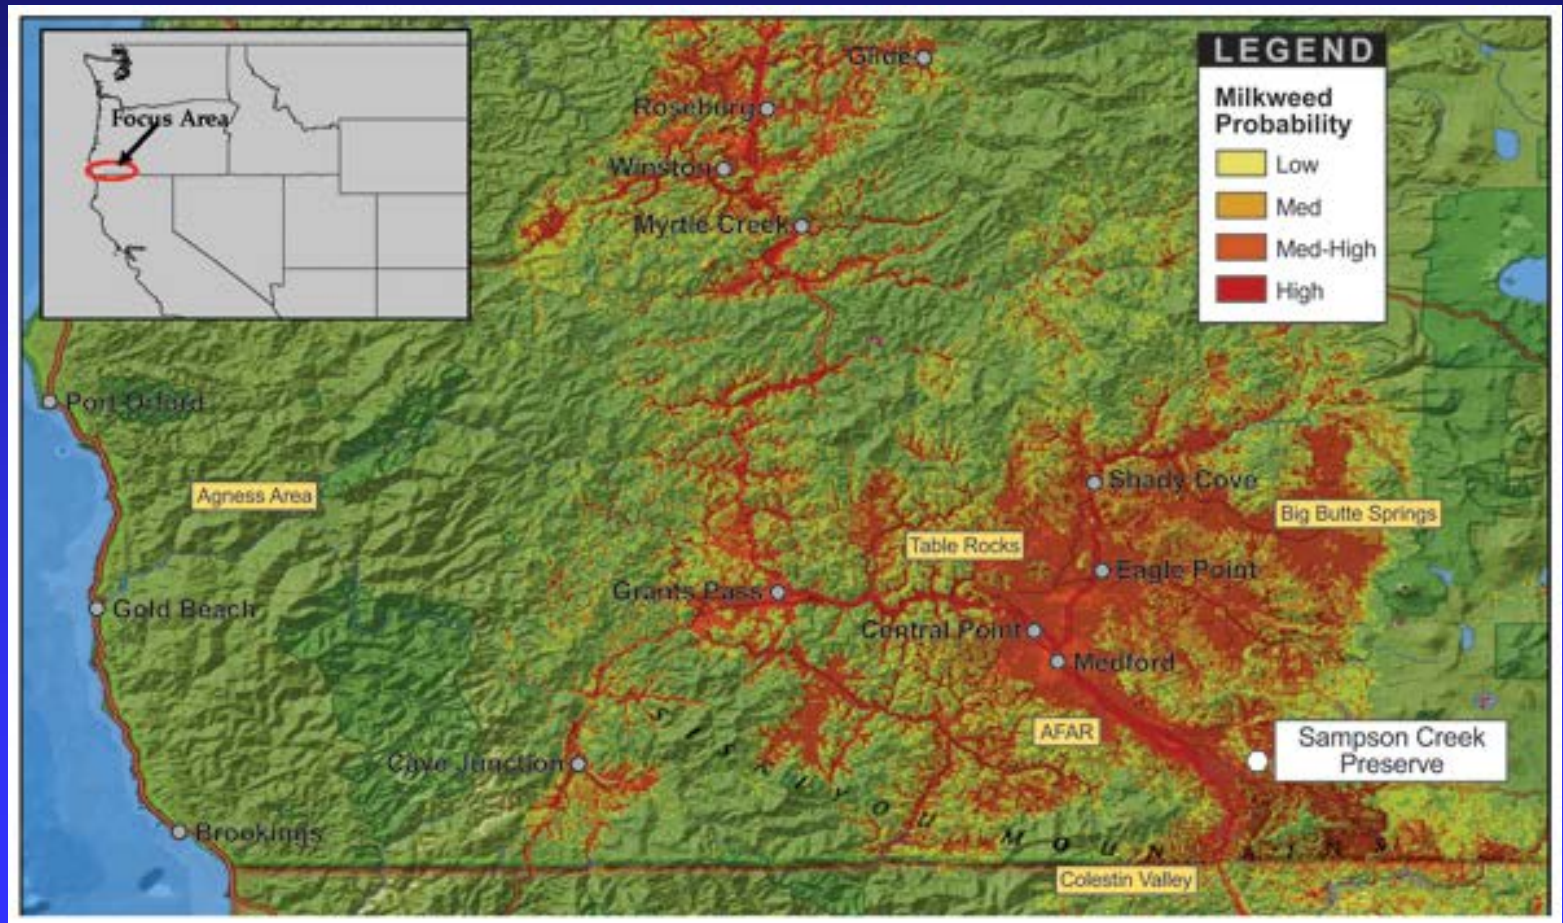 Focus Area
LEGEND
Milkweed
Probability
Low
Med
Med-High
High
Glide
Roseburg
Winston
Myrtle Creek
Port Orford
Agness Area
Shady Cove
Big Butte Springs
Table Rocks
Eagle Point
Grants Pass
Gold Beach
Central Point
Medford
AFAR
Sampson Creek
Preserve
Cave Junction
SISKIYOU MOUNTAINS
Brookings
Colestin Valley